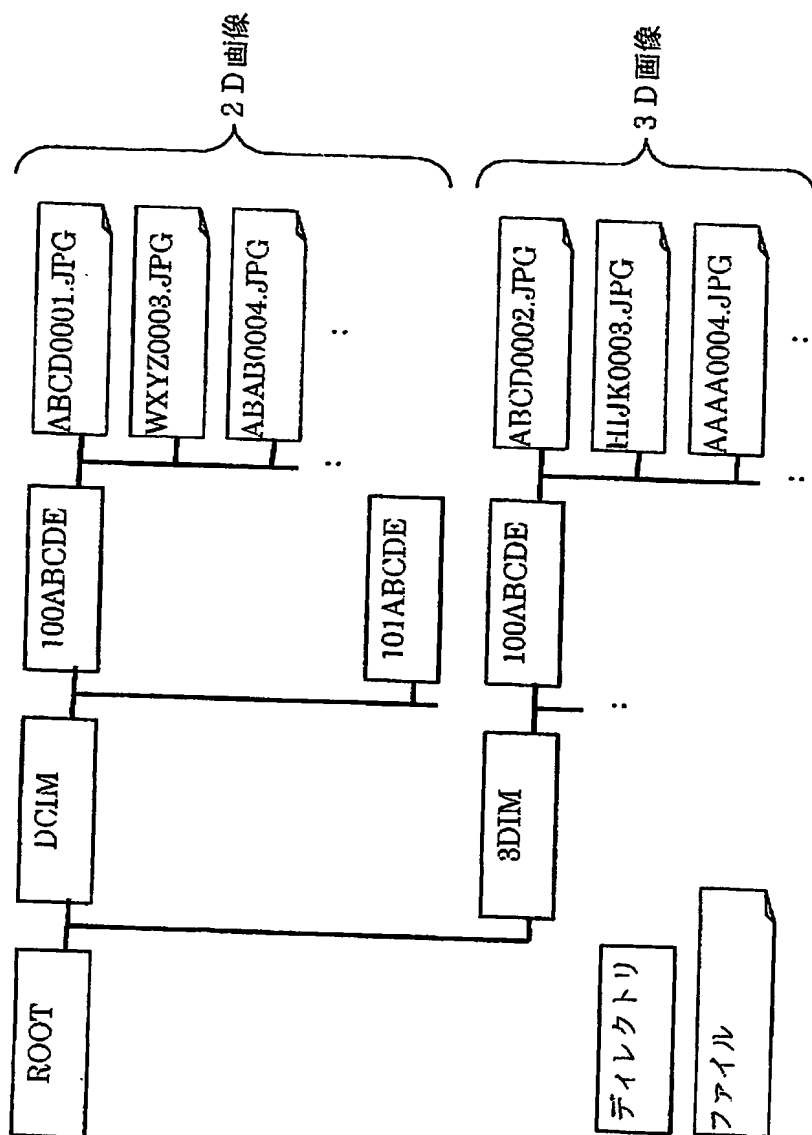 ROOT
DCIM
100ABCDE
ABCD0001.JPG
WXYZ0003.JPG
ABAB0004.JPG
:
:
2D画像
101ABCDE
3DIM
100ABCDE
:
ABCD0002.JPG
HIJK0003.JPG
AAAA0004.JPG
:
:
3D画像
ディレクトリ
ファイル